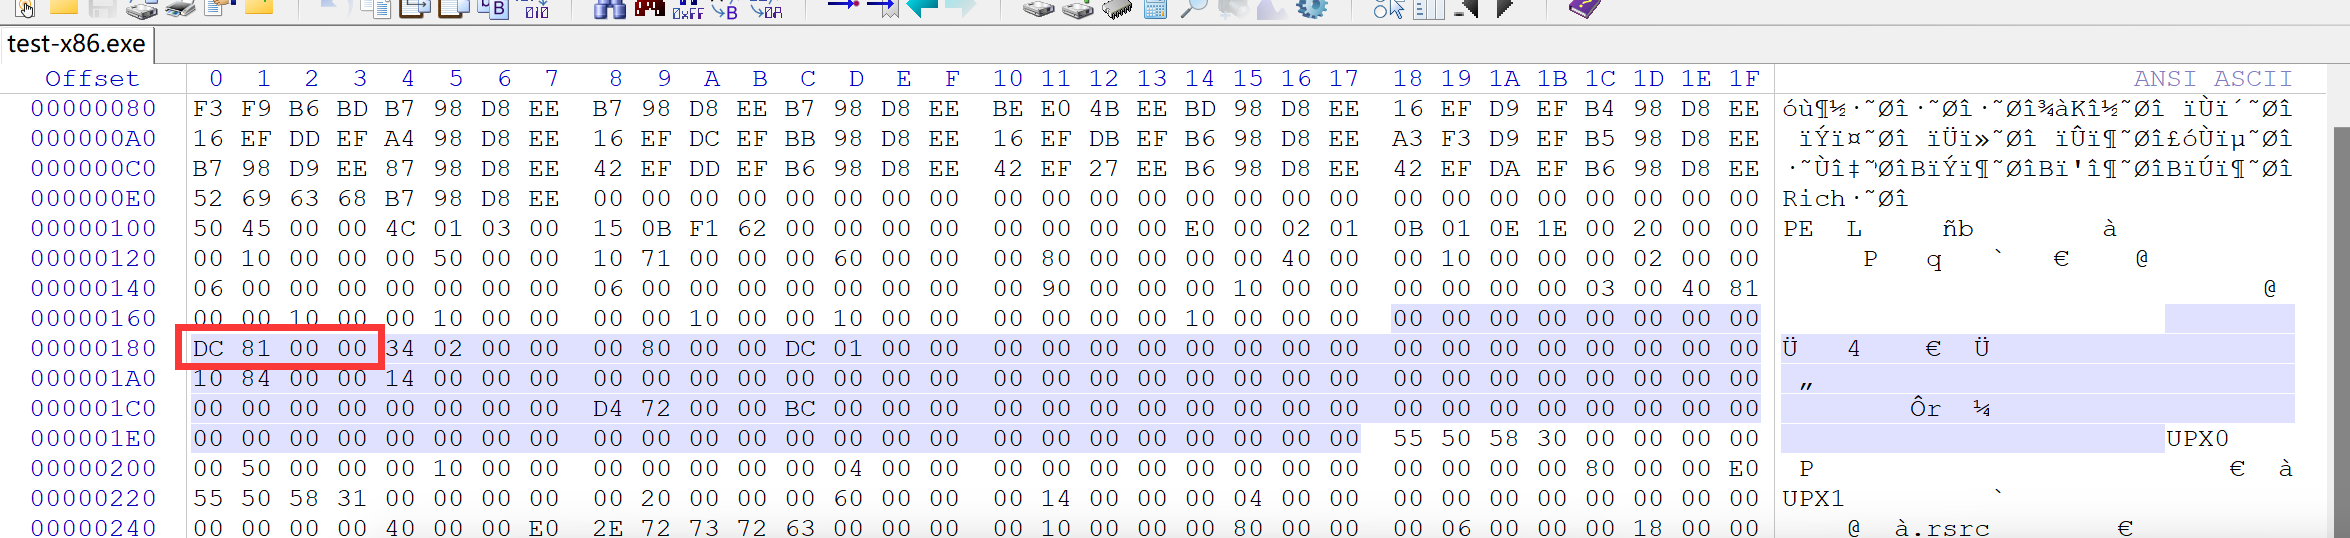 test-x86.exe
Offset 0 1 2 3 4 5 6 7 8 9 A B C D E F 10 11 12 13 14 15 16 17 18 19 1A 1B 1C 1D 1E 1F ANSI ASCII
00000080 F3 F9 B6 BD B7 98 D8 EE B7 98 D8 EE B7 98 D8 EE BE E0 4B EE BD 98 D8 EE 16 EF D9 EF B4 98 D8 EE óù¶½·˜Øî·˜Øî·˜Øî¾àKî½˜Øî ïÙï´˜Øî
000000A0 16 EF DD EF A4 98 D8 EE 16 EF DC EF BB 98 D8 EE 16 EF DB EF B6 98 D8 EE A3 F3 D9 EF B5 98 D8 EE ïÝï¤˜Øî ïÜï»˜Øî ïÛï¶˜Øî£óÙïµ˜Øî
000000C0 B7 98 D9 EE 87 98 D8 EE 42 EF DD EF B6 98 D8 EE 42 EF 27 EE B6 98 D8 EE 42 EF DA EF B6 98 D8 EE ·˜Ùî‡˜ØîBïÝï¶˜ØîBï'î¶˜ØîBïÚï¶˜Øî
000000E0 52 69 63 68 B7 98 D8 EE 00 00 00 00 00 00 00 00 00 00 00 00 00 00 00 00 00 00 00 00 00 00 00 00 Rich·˜Øî
00000100 50 45 00 00 4C 01 03 00 15 0B F1 62 00 00 00 00 00 00 00 00 E0 00 02 01 0B 01 0E 1E 00 20 00 00 PE L ñb à
00000120 00 10 00 00 00 50 00 00 10 71 00 00 00 60 00 00 00 80 00 00 00 00 40 00 00 10 00 00 00 02 00 00 P q ` € @
00000140 06 00 00 00 00 00 00 00 06 00 00 00 00 00 00 00 00 90 00 00 00 10 00 00 00 00 00 00 03 00 40 81 @
00000160 00 00 10 00 00 10 00 00 00 00 10 00 00 10 00 00 00 00 00 00 10 00 00 00 00 00 00 00 00 00 00 00
00000180 DC 81 00 00 34 02 00 00 00 80 00 00 DC 01 00 00 00 00 00 00 00 00 00 00 00 00 00 00 00 00 00 00 Ü 4 € Ü
000001A0 10 84 00 00 14 00 00 00 00 00 00 00 00 00 00 00 00 00 00 00 00 00 00 00 00 00 00 00 00 00 00 00 „
000001C0 00 00 00 00 00 00 00 00 D4 72 00 00 BC 00 00 00 00 00 00 00 00 00 00 00 00 00 00 00 00 00 00 00 Ôr ¼
000001E0 00 00 00 00 00 00 00 00 00 00 00 00 00 00 00 00 00 00 00 00 00 00 00 00 55 50 58 30 00 00 00 00 UPX0
00000200 00 50 00 00 00 10 00 00 00 00 00 00 00 04 00 00 00 00 00 00 00 00 00 00 00 00 00 00 80 00 00 E0 P € à
00000220 55 50 58 31 00 00 00 00 00 20 00 00 00 60 00 00 00 14 00 00 00 04 00 00 00 00 00 00 00 00 00 00 UPX1 `
00000240 00 00 00 00 40 00 00 E0 2E 72 73 72 63 00 00 00 00 10 00 00 00 80 00 00 00 06 00 00 00 18 00 00 @ à.rsrc €